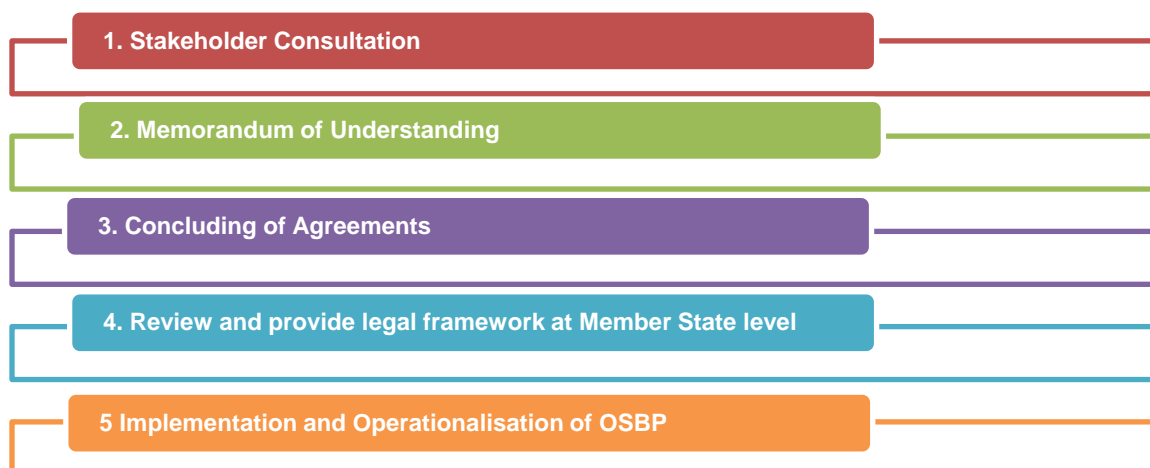 1. Stakeholder Consultation
2. Memorandum of Understanding
3. Concluding of Agreements
4. Review and provide legal framework at Member State level
5 Implementation and Operationalisation of OSBP